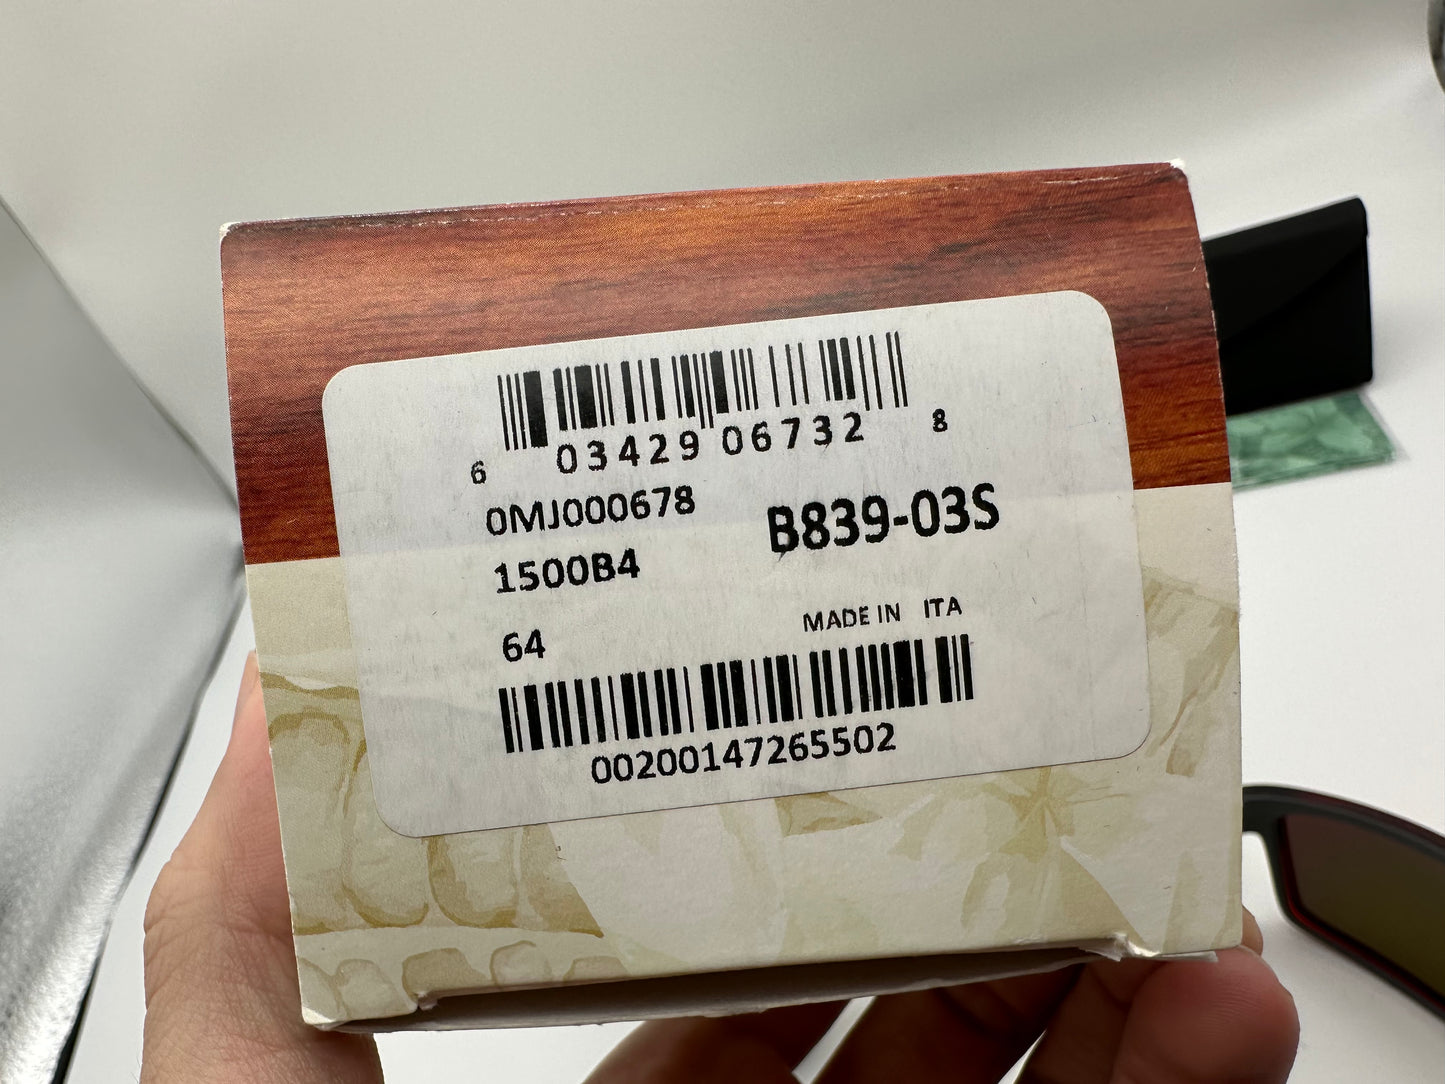 6 03429 06732 8
0MJ000678
B839-03S
1500B4
MADE IN ITA
64
00200147265502